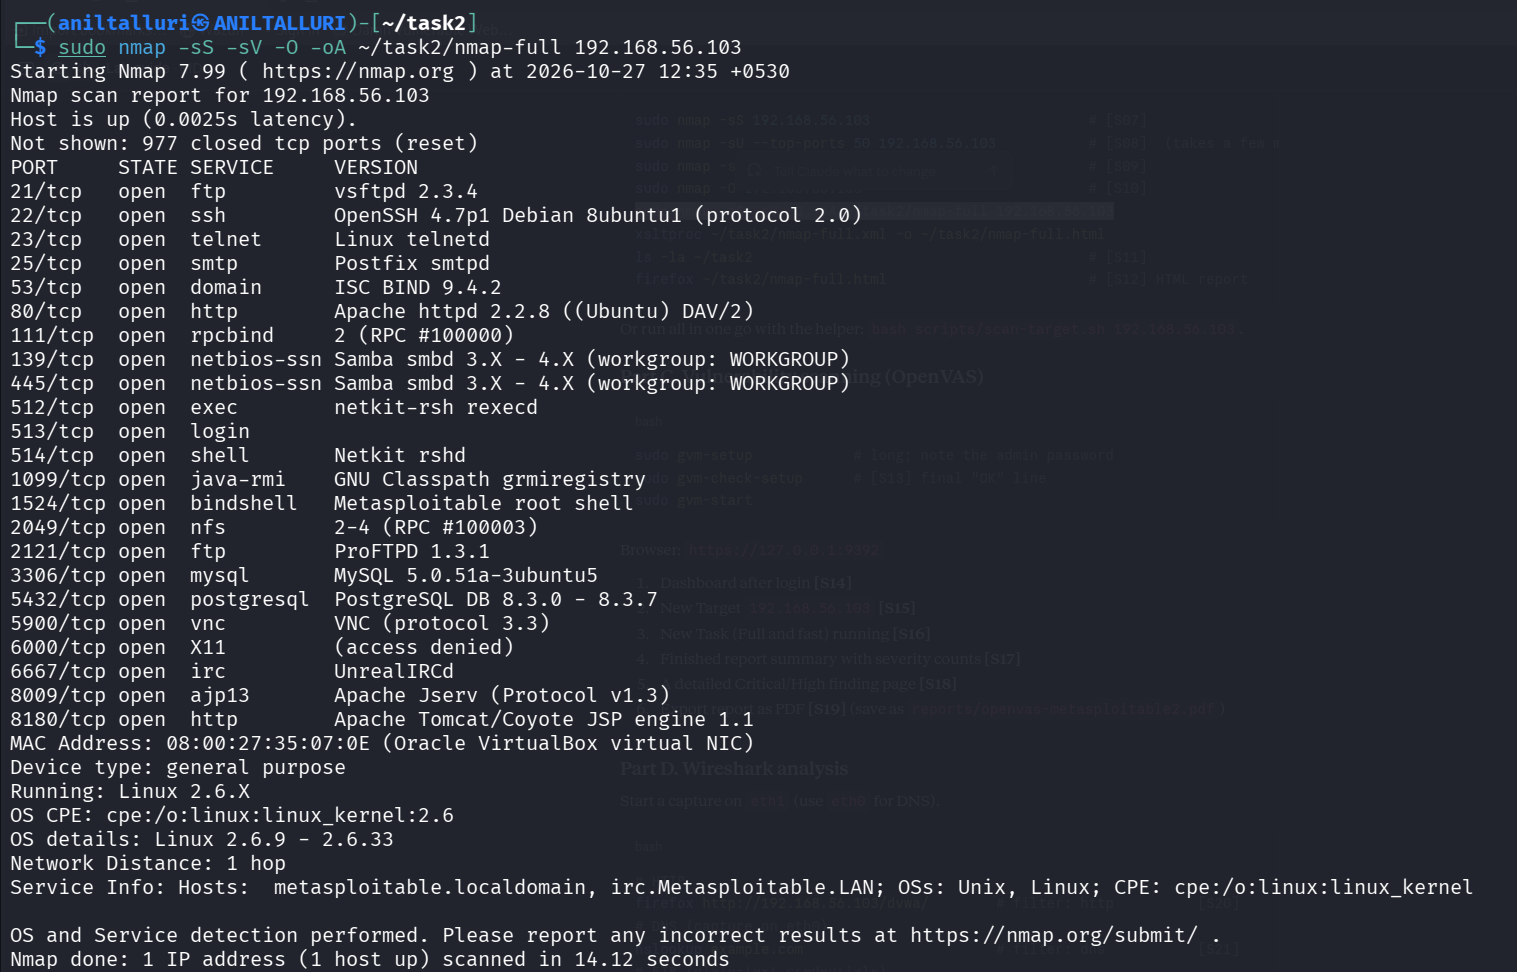 ┌──(aniltalluri㉿ANILTALLURI)-[~/task2]
└─$ sudo nmap -sS -sV -O -oA ~/task2/nmap-full 192.168.56.103
Starting Nmap 7.99 ( https://nmap.org ) at 2026-10-27 12:35 +0530
Nmap scan report for 192.168.56.103
Host is up (0.0025s latency).
Not shown: 977 closed tcp ports (reset)
PORT     STATE SERVICE     VERSION
21/tcp   open  ftp         vsftpd 2.3.4
22/tcp   open  ssh         OpenSSH 4.7p1 Debian 8ubuntu1 (protocol 2.0)
23/tcp   open  telnet      Linux telnetd
25/tcp   open  smtp        Postfix smtpd
53/tcp   open  domain      ISC BIND 9.4.2
80/tcp   open  http        Apache httpd 2.2.8 ((Ubuntu) DAV/2)
111/tcp  open  rpcbind     2 (RPC #100000)
139/tcp  open  netbios-ssn Samba smbd 3.X - 4.X (workgroup: WORKGROUP)
445/tcp  open  netbios-ssn Samba smbd 3.X - 4.X (workgroup: WORKGROUP)
512/tcp  open  exec        netkit-rsh rexecd
513/tcp  open  login
514/tcp  open  shell       Netkit rshd
1099/tcp open  java-rmi    GNU Classpath grmiregistry
1524/tcp open  bindshell   Metasploitable root shell
2049/tcp open  nfs         2-4 (RPC #100003)
2121/tcp open  ftp         ProFTPD 1.3.1
3306/tcp open  mysql       MySQL 5.0.51a-3ubuntu5
5432/tcp open  postgresql  PostgreSQL DB 8.3.0 - 8.3.7
5900/tcp open  vnc         VNC (protocol 3.3)
6000/tcp open  X11         (access denied)
6667/tcp open  irc         UnrealIRCd
8009/tcp open  ajp13       Apache Jserv (Protocol v1.3)
8180/tcp open  http        Apache Tomcat/Coyote JSP engine 1.1
MAC Address: 08:00:27:35:07:0E (Oracle VirtualBox virtual NIC)
Device type: general purpose
Running: Linux 2.6.X
OS CPE: cpe:/o:linux:linux_kernel:2.6
OS details: Linux 2.6.9 - 2.6.33
Network Distance: 1 hop
Service Info: Hosts:  metasploitable.localdomain, irc.Metasploitable.LAN; OSs: Unix, Linux; CPE: cpe:/o:linux:linux_kernel
OS and Service detection performed. Please report any incorrect results at https://nmap.org/submit/ .
Nmap done: 1 IP address (1 host up) scanned in 14.12 seconds